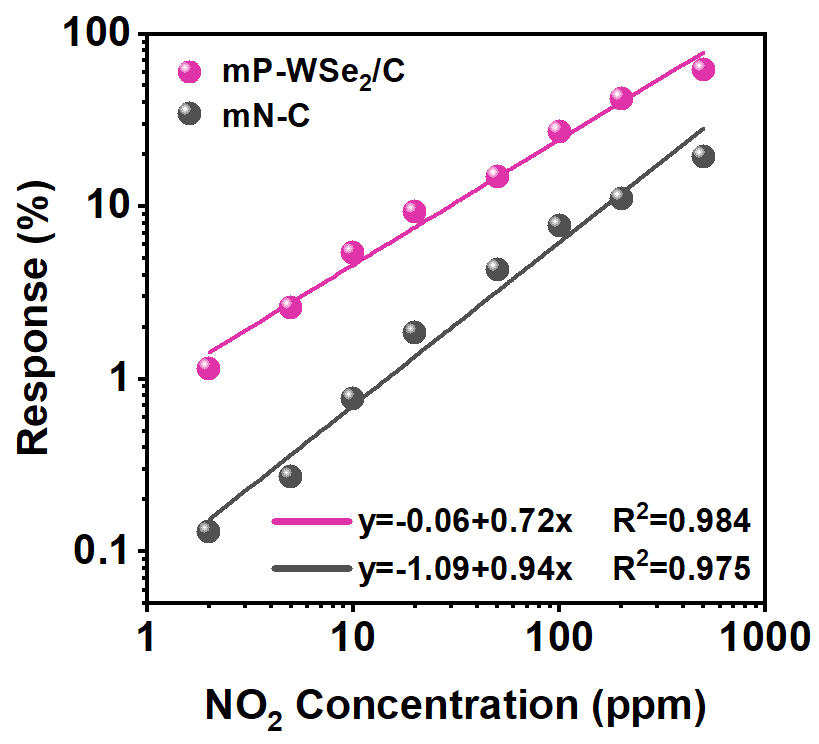 100
mP-WSe₂/C
mN-C
10
1
0.1
Response (%)
y=-0.06+0.72x R²=0.984
y=-1.09+0.94x R²=0.975
1 10 100 1000
NO₂ Concentration (ppm)